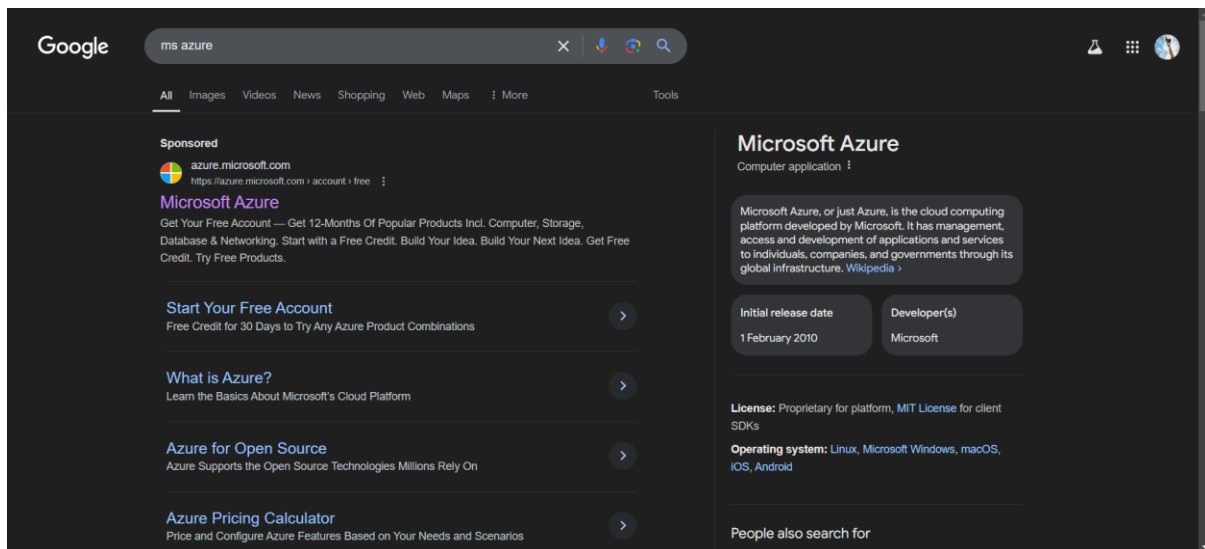 Google
ms azure
All Images Videos News Shopping Web Maps More Tools
Sponsored
azure.microsoft.com
https://azure.microsoft.com › account › free
Microsoft Azure
Get Your Free Account — Get 12-Months Of Popular Products Incl. Computer, Storage,
Database & Networking. Start with a Free Credit. Build Your Idea. Build Your Next Idea. Get Free
Credit. Try Free Products.
Start Your Free Account
Free Credit for 30 Days to Try Any Azure Product Combinations
What is Azure?
Learn the Basics About Microsoft's Cloud Platform
Azure for Open Source
Azure Supports the Open Source Technologies Millions Rely On
Azure Pricing Calculator
Price and Configure Azure Features Based on Your Needs and Scenarios
Microsoft Azure
Computer application
Microsoft Azure, or just Azure, is the cloud computing
platform developed by Microsoft. It has management,
access and development of applications and services
to individuals, companies, and governments through its
global infrastructure. Wikipedia ›
Initial release date
1 February 2010
Developer(s)
Microsoft
License: Proprietary for platform, MIT License for client
SDKs
Operating system: Linux, Microsoft Windows, macOS,
iOS, Android
People also search for